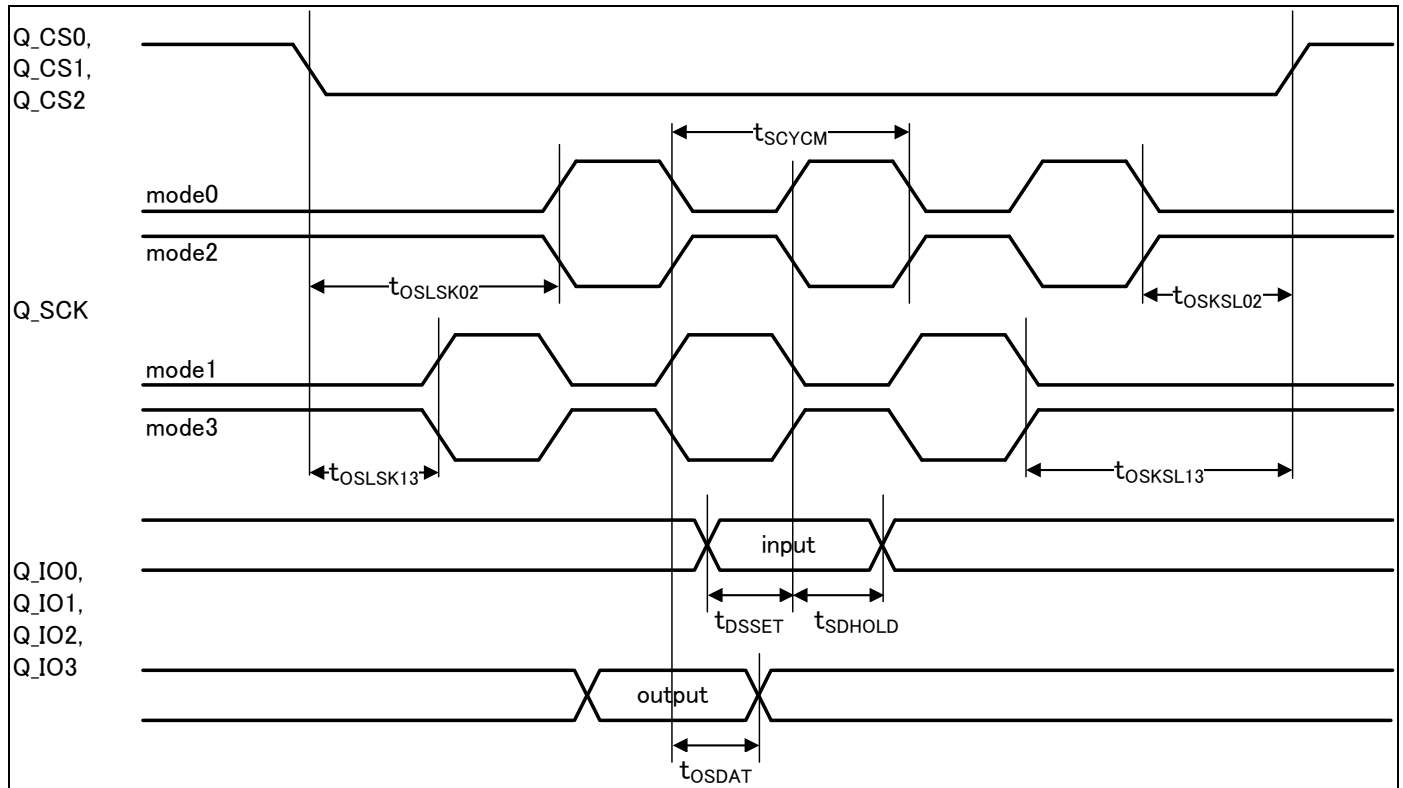 Q_CS0,
Q_CS1,
Q_CS2
tSCYCM
mode0
mode2
tOSLSK02
tOSKSL02
Q_SCK
mode1
mode3
tOSLSK13
tOSKSL13
input
Q_IO0,
Q_IO1,
Q_IO2,
Q_IO3
tDSSET
tSDHOLD
output
tOSDAT